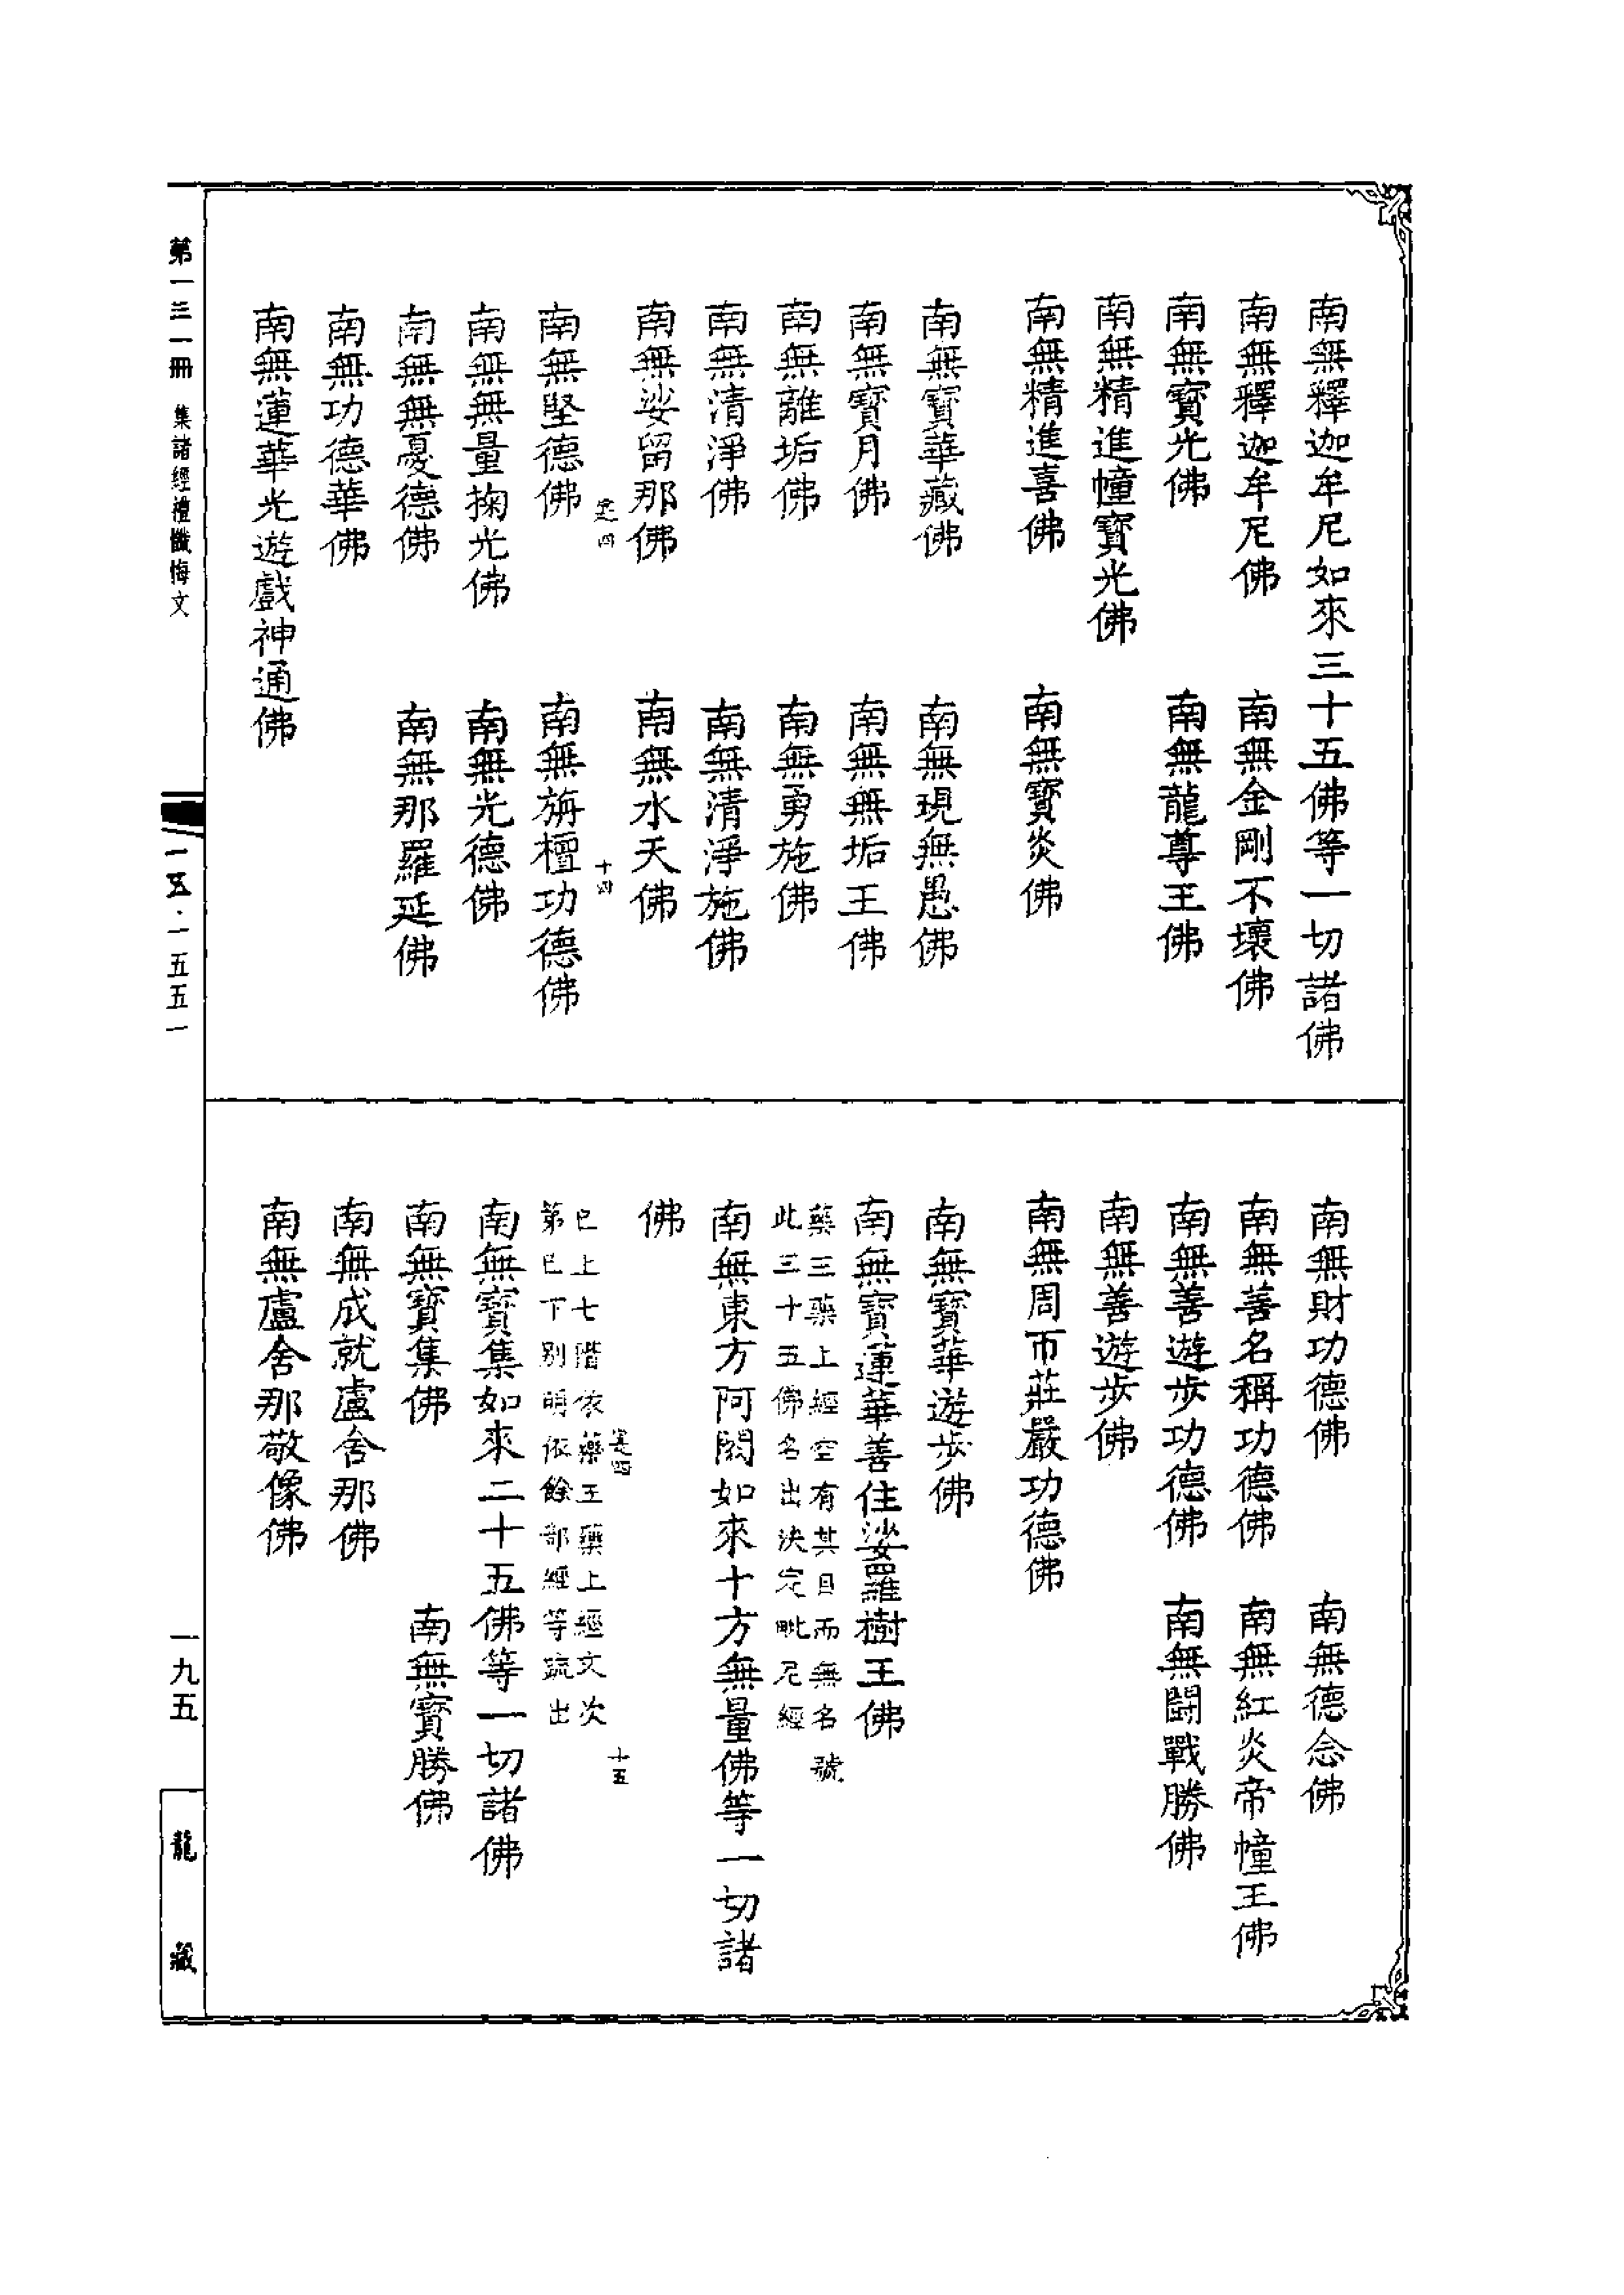 南無釋迦牟尼如來三十五佛等一切諸佛
南無釋迦牟尼佛　南無金剛不壞佛
南無寶光佛　南無龍尊王佛
南無精進幢寶光佛
南無精進喜佛　南無寶炎佛
南無寶華藏佛　南無現無愚佛
南無寶月佛　南無無垢王佛
南無離垢佛　南無勇施佛
南無清淨佛　南無清淨施佛
南無娑留那佛　南無水天佛
十四
南無堅德佛　南無旃檀功德佛
南無無量掬光佛　南無光德佛
南無無憂德佛　南無那羅延佛
南無功德華佛
南無蓮華光遊戲神通佛
南無財功德佛　南無德念佛
南無善名稱功德佛　南無紅炎帝幢王佛
南無善遊步功德佛　南無鬪戰勝佛
南無善遊步佛
南無周帀莊嚴功德佛
南無寶華遊步佛
南無寶蓮華善住娑羅樹王佛
藥三藥上經空有其目而無名號
此三十五佛名出決定毗尼經
南無東方阿閦如來十方無量佛等一切諸
佛
十五
已上七階依藥王藥上經文次
第已下別明依餘部經等䟽出
南無寶集如來二十五佛等一切諸佛
南無寶集佛　南無寶勝佛
南無成就盧舍那佛
南無盧舍那敬像佛
第一三一冊　集諸經禮懺悔文
一五·一五五一
一九五
龍藏